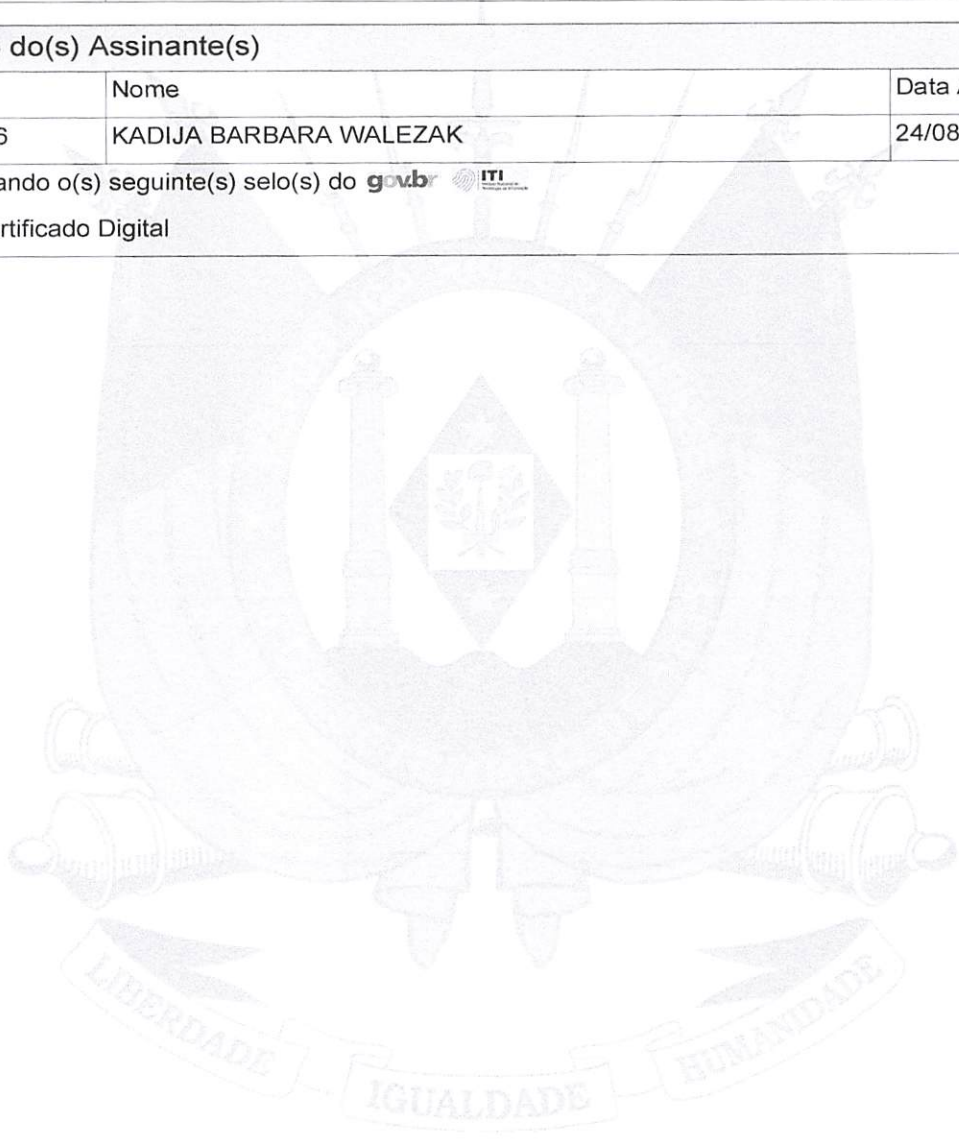 do(s) Assinante(s)
Nome
Data
6
KADIJA BARBARA WALEZAK
24/08
ando o(s) seguinte(s) selo(s) do gov.br ITI
rtificado Digital
LIBERDADE
IGUALDADE
HUMANIDADE